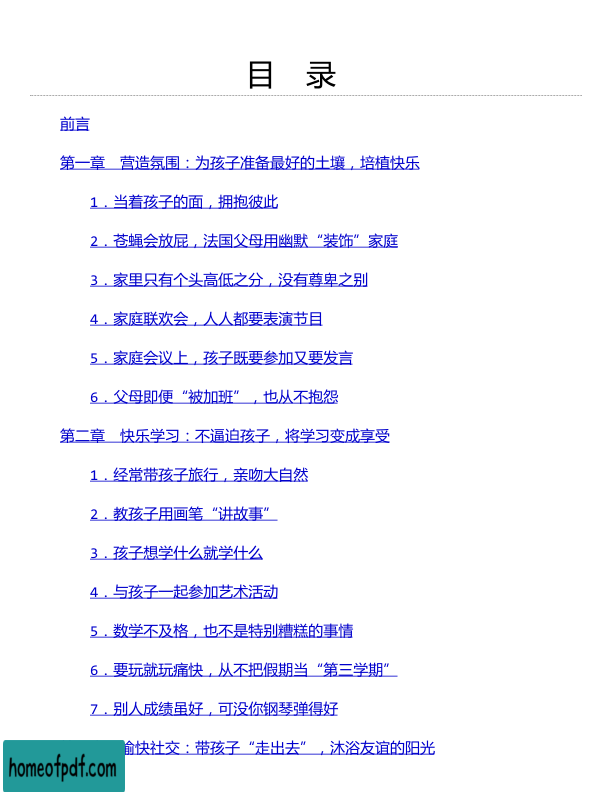 目 录
前言
第一章 营造氛围：为孩子准备最好的土壤，培植快乐
1．当着孩子的面，拥抱彼此
2．苍蝇会放屁，法国父母用幽默“装饰”家庭
3．家里只有个头高低之分，没有尊卑之别
4．家庭联欢会，人人都要表演节目
5．家庭会议上，孩子既要参加又要发言
6．父母即便“被加班”，也从不抱怨
第二章 快乐学习：不逼迫孩子，将学习变成享受
1．经常带孩子旅行，亲吻大自然
2．教孩子用画笔“讲故事”
3．孩子想学什么就学什么
4．与孩子一起参加艺术活动
5．数学不及格，也不是特别糟糕的事情
6．要玩就玩痛快，从不把假期当“第三学期”
7．别人成绩虽好，可没你钢琴弹得好
愉快社交：带孩子“走出去”，沐浴友谊的阳光
homeofpdf.com